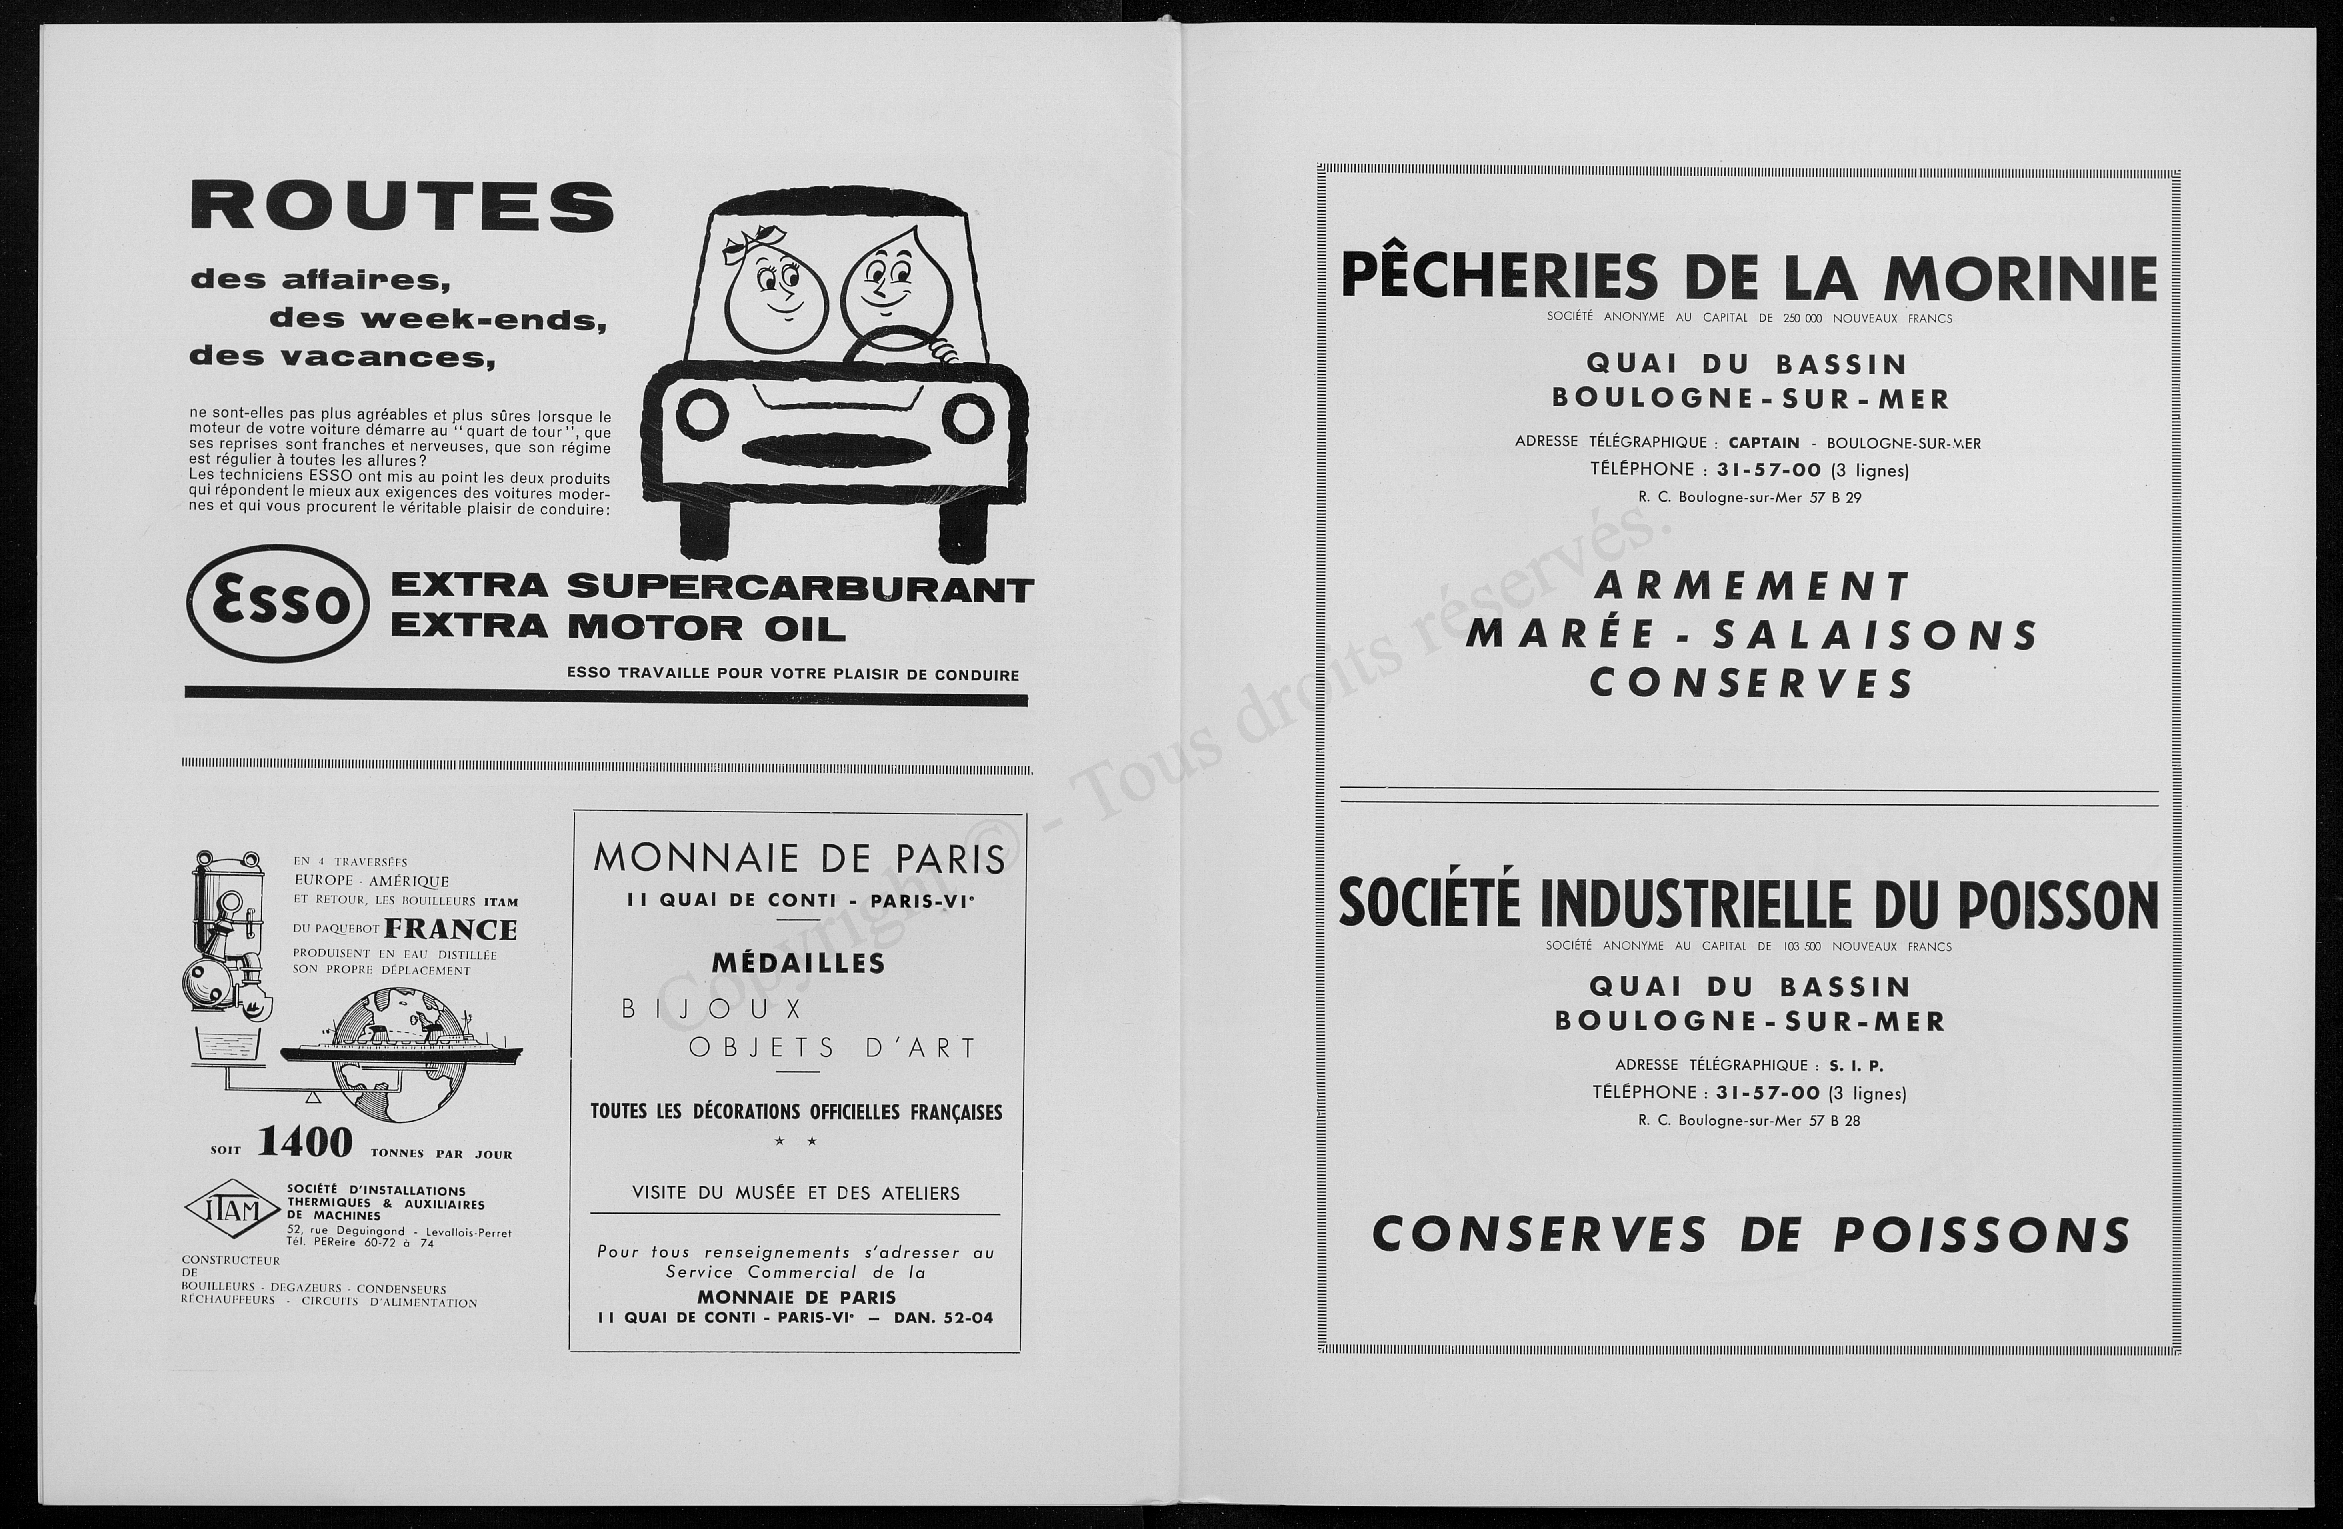 ROUTES
des affaires,
des week-ends,
des vacances,
ne sont-elles pas plus agréables et plus sûres lorsque le
moteur de votre voiture démarre au "quart de tour", que
ses reprises sont franches et nerveuses, que son régime
est régulier à toutes les allures?
Les techniciens ESSO ont mis au point les deux produits
qui répondent le mieux aux exigences des voitures moder-
nes et qui vous procurent le véritable plaisir de conduire:
Esso
EXTRA SUPERCARBURANT
EXTRA MOTOR OIL
ESSO TRAVAILLE POUR VOTRE PLAISIR DE CONDUIRE
EN 4 TRAVERSÉES
EUROPE - AMÉRIQUE
ET RETOUR, LES BOUILLEURS ITAM
DU PAQUEBOT FRANCE
PRODUISENT EN EAU DISTILLÉE
SON PROPRE DÉPLACEMENT
SOIT 1400 TONNES PAR JOUR
ITAM
SOCIÉTÉ D'INSTALLATIONS
THERMIQUES & AUXILIAIRES
DE MACHINES
52, rue Deguingand - Levallois-Perret
Tél. PEReire 60-72 à 74
CONSTRUCTEUR
DE
BOUILLEURS - DEGAZEURS - CONDENSEURS
RÉCHAUFFEURS - CIRCUITS D'ALIMENTATION
MONNAIE DE PARIS
11 QUAI DE CONTI - PARIS-VI°
MÉDAILLES
BIJOUX
OBJETS D'ART
TOUTES LES DÉCORATIONS OFFICIELLES FRANÇAISES
★ ★
VISITE DU MUSÉE ET DES ATELIERS
Pour tous renseignements s'adresser au
Service Commercial de la
MONNAIE DE PARIS
11 QUAI DE CONTI - PARIS-VI° — DAN. 52-04
PÊCHERIES DE LA MORINIE
SOCIÉTÉ ANONYME AU CAPITAL DE 250 000 NOUVEAUX FRANCS
QUAI DU BASSIN
BOULOGNE-SUR-MER
ADRESSE TÉLÉGRAPHIQUE : CAPTAIN - BOULOGNE-SUR-MER
TÉLÉPHONE : 31-57-00 (3 lignes)
R. C. Boulogne-sur-Mer 57 B 29
ARMEMENT
MARÉE - SALAISONS
CONSERVES
SOCIÉTÉ INDUSTRIELLE DU POISSON
SOCIÉTÉ ANONYME AU CAPITAL DE 103 500 NOUVEAUX FRANCS
QUAI DU BASSIN
BOULOGNE-SUR-MER
ADRESSE TÉLÉGRAPHIQUE : S. I. P.
TÉLÉPHONE : 31-57-00 (3 lignes)
R. C. Boulogne-sur-Mer 57 B 28
CONSERVES DE POISSONS
Copyright © - Tous droits réservés.